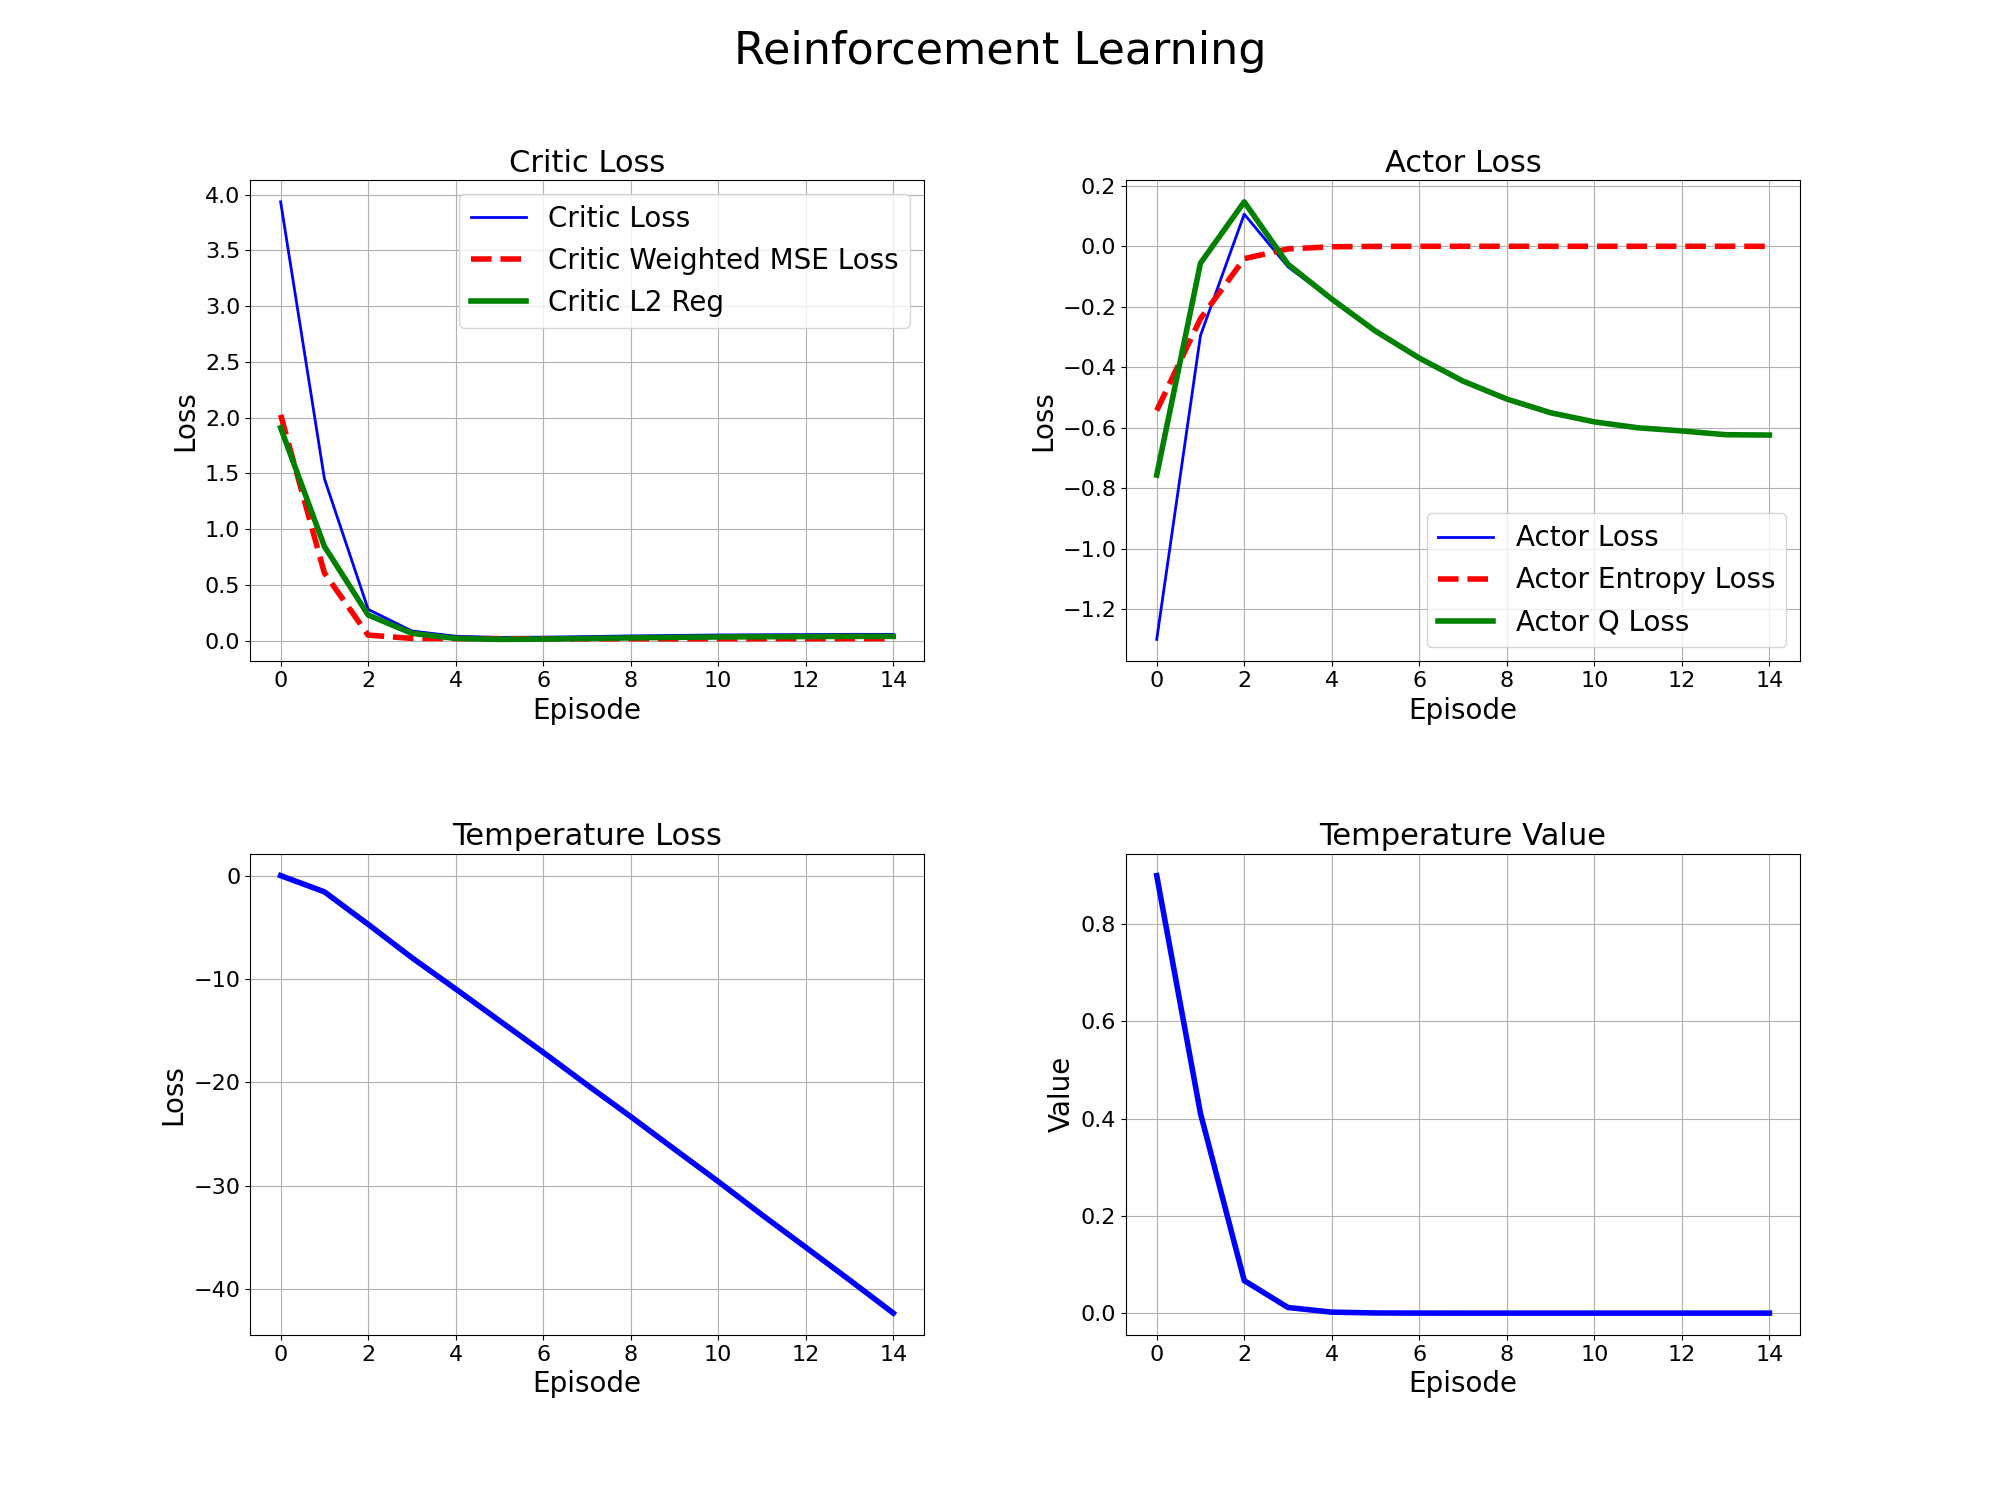 Reinforcement Learning
Critic Loss
4.0
3.5
3.0
2.5
2.0
1.5
1.0
0.5
0.0
Loss
Critic Loss
Critic Weighted MSE Loss
Critic L2 Reg
0 2 4 6 8 10 12 14
Episode
Actor Loss
0.2
0.0
−0.2
−0.4
−0.6
−0.8
−1.0
−1.2
Loss
Actor Loss
Actor Entropy Loss
Actor Q Loss
0 2 4 6 8 10 12 14
Episode
Temperature Loss
0
−10
−20
−30
−40
Loss
0 2 4 6 8 10 12 14
Episode
Temperature Value
0.8
0.6
0.4
0.2
0.0
Value
0 2 4 6 8 10 12 14
Episode